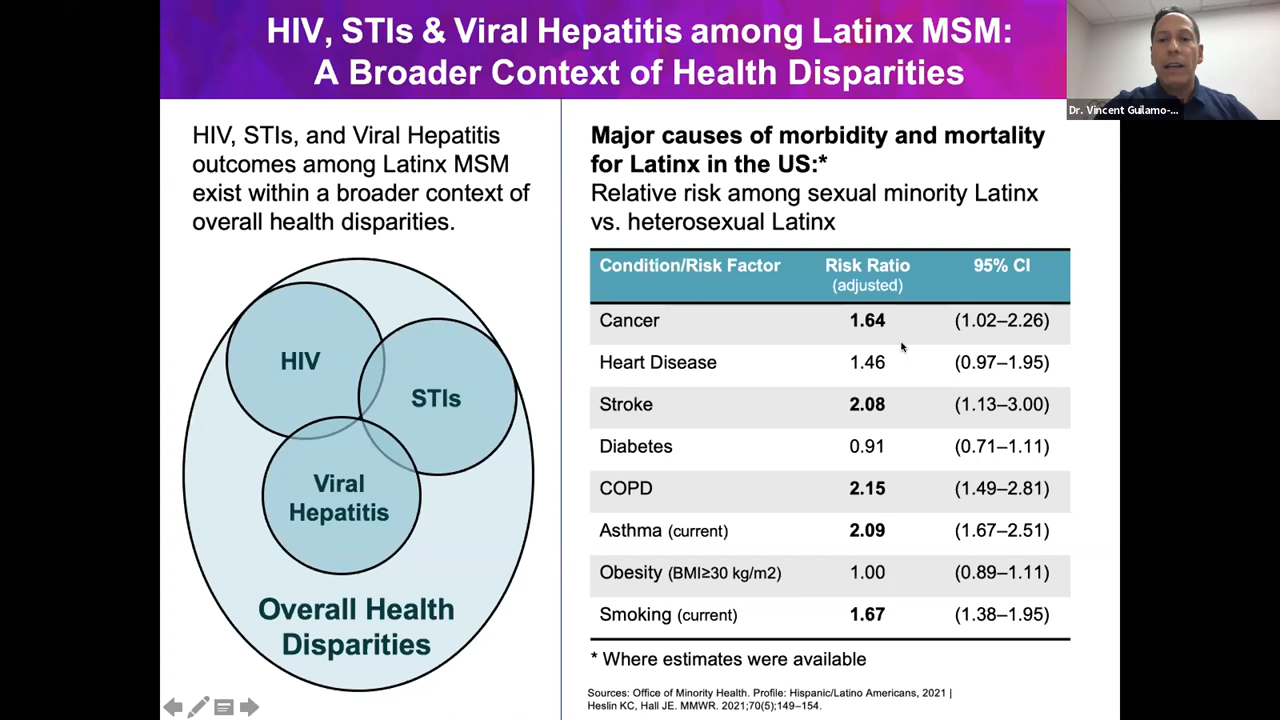 HIV, STIs & Viral Hepatitis among Latinx MSM:
A Broader Context of Health Disparities
Dr. Vincent Guilamo-...
HIV, STIs, and Viral Hepatitis
outcomes among Latinx MSM
exist within a broader context of
overall health disparities.
HIV
STIs
Viral
Hepatitis
Overall Health
Disparities
Major causes of morbidity and mortality
for Latinx in the US:*
Relative risk among sexual minority Latinx
vs. heterosexual Latinx
Condition/Risk Factor Risk Ratio 95% CI
(adjusted)
Cancer 1.64 (1.02–2.26)
Heart Disease 1.46 (0.97–1.95)
Stroke 2.08 (1.13–3.00)
Diabetes 0.91 (0.71–1.11)
COPD 2.15 (1.49–2.81)
Asthma (current) 2.09 (1.67–2.51)
Obesity (BMI≥30 kg/m2) 1.00 (0.89–1.11)
Smoking (current) 1.67 (1.38–1.95)
* Where estimates were available
Sources: Office of Minority Health. Profile: Hispanic/Latino Americans, 2021 |
Heslin KC, Hall JE. MMWR. 2021;70(5);149–154.